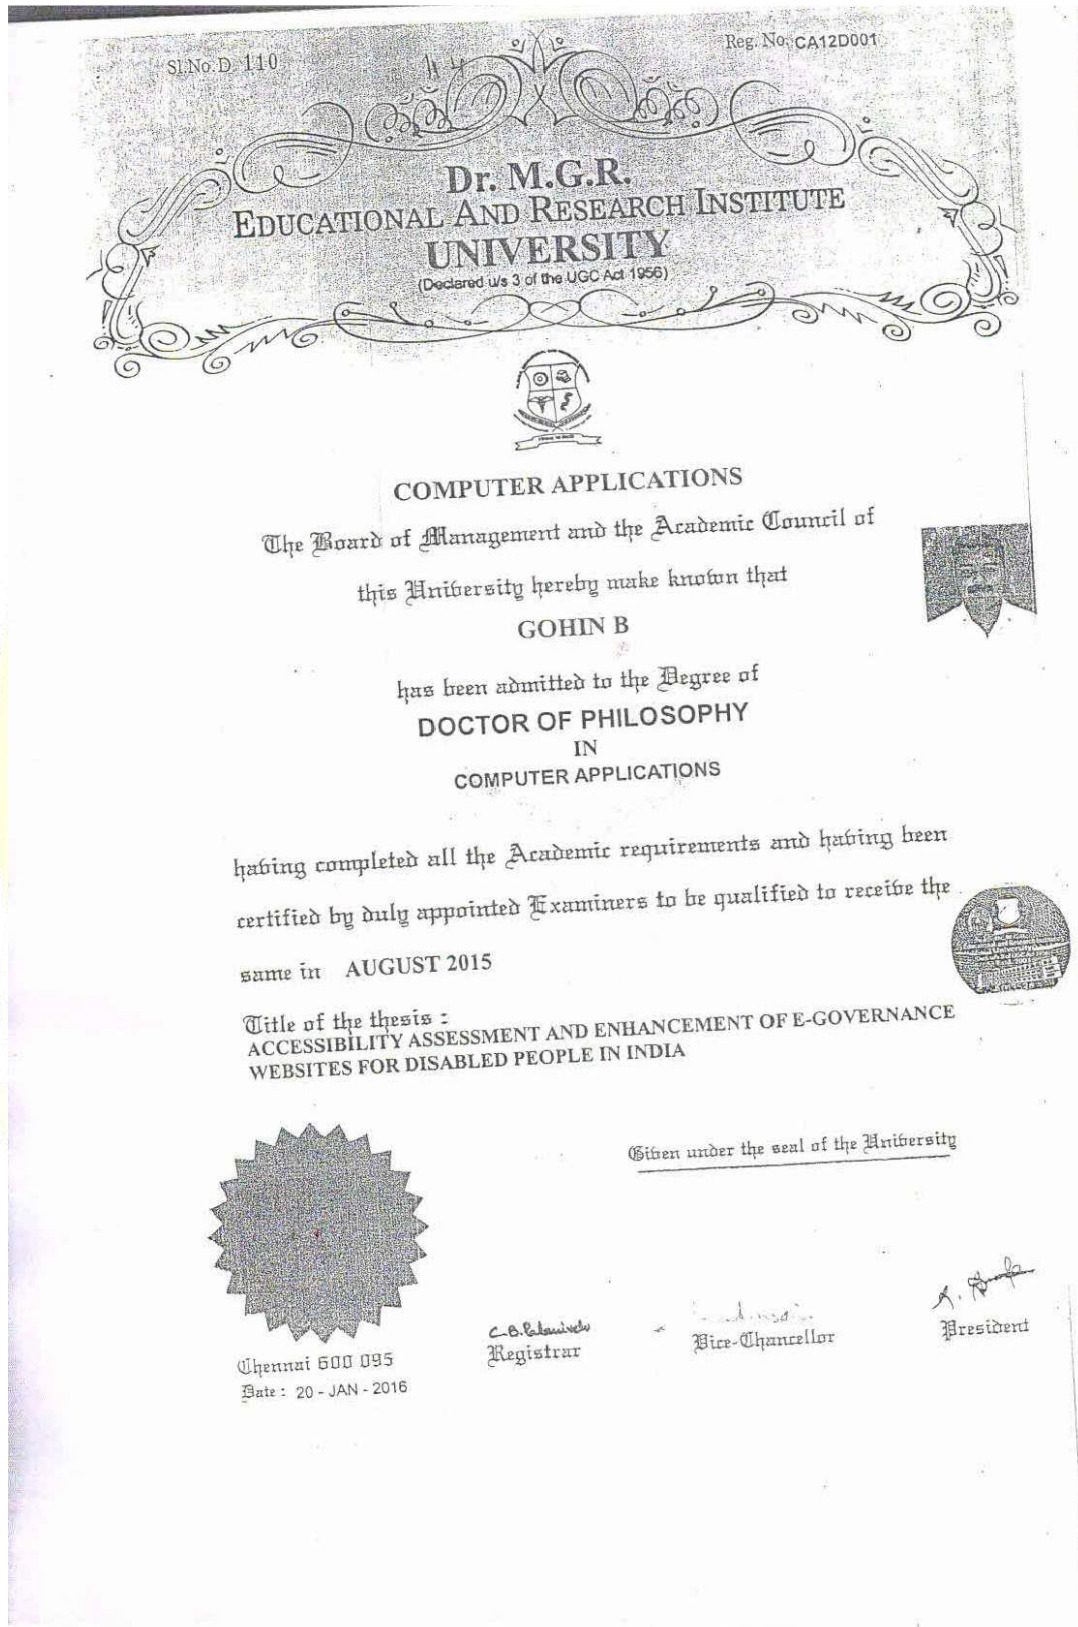 Sl.No.D 110
Reg. No. CA12D001
Dr. M.G.R.
EDUCATIONAL AND RESEARCH INSTITUTE
UNIVERSITY
(Declared u/s 3 of the UGC Act 1956)
COMPUTER APPLICATIONS
The Board of Management and the Academic Council of
this University hereby make known that
GOHIN B
has been admitted to the Degree of
DOCTOR OF PHILOSOPHY
IN
COMPUTER APPLICATIONS
having completed all the Academic requirements and having been
certified by duly appointed Examiners to be qualified to receive the
same in AUGUST 2015
Title of the thesis :
ACCESSIBILITY ASSESSMENT AND ENHANCEMENT OF E-GOVERNANCE
WEBSITES FOR DISABLED PEOPLE IN INDIA
Given under the seal of the University
Registrar
Vice-Chancellor
President
Chennai 600 095
Date : 20 - JAN - 2016